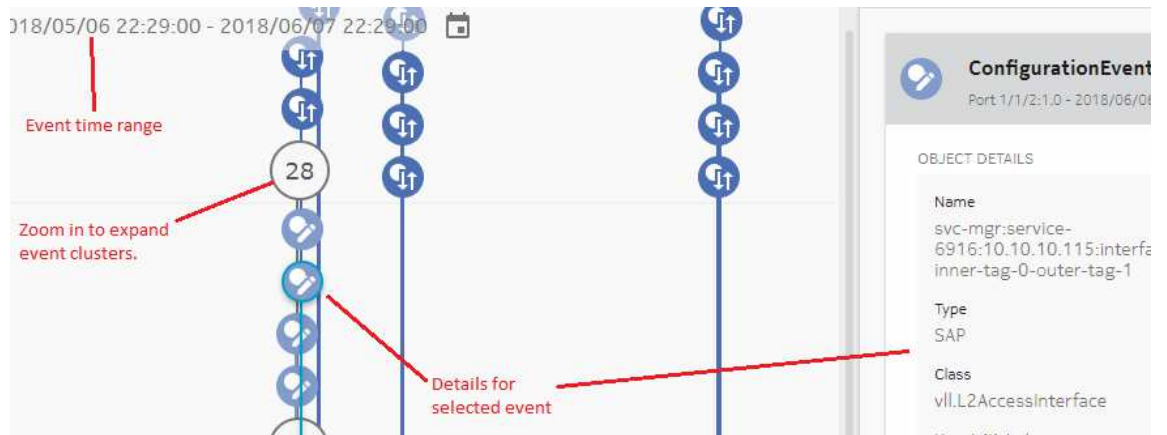 018/05/06 22:29:00 - 2018/06/07 22:29:00
Event time range
28
Zoom in to expand
event clusters.
Details for
selected event
ConfigurationEvent
Port 1/1/2:1.0 - 2018/06/06
OBJECT DETAILS
Name
svc-mgr:service-
6916:10.10.10.115:interfa
inner-tag-0-outer-tag-1
Type
SAP
Class
vll.L2AccessInterface